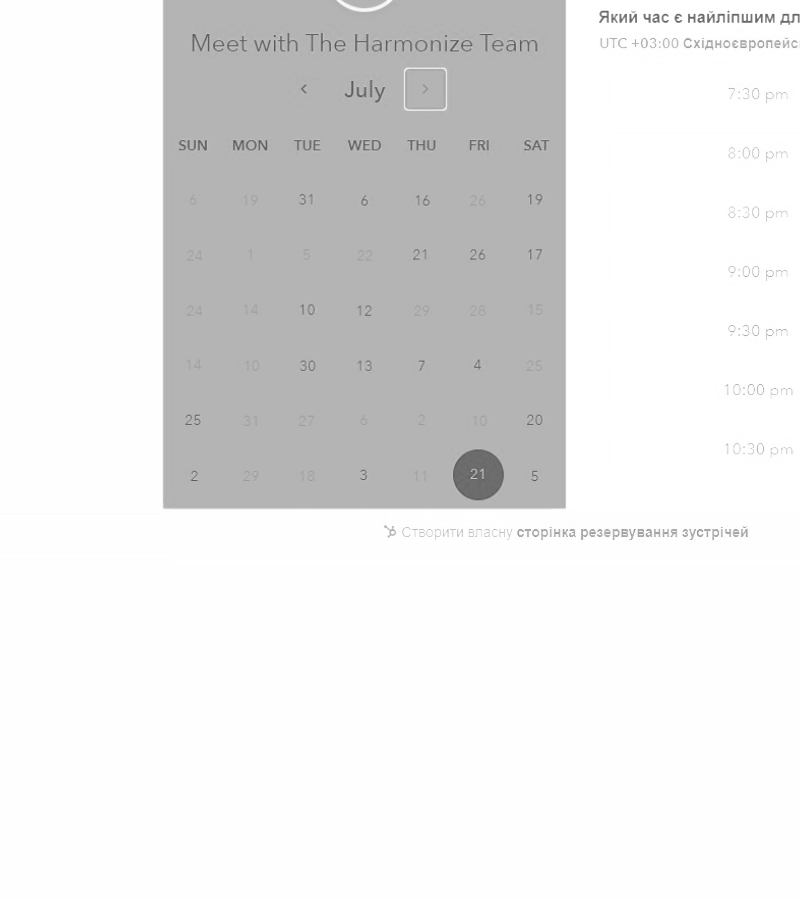 Який час є найліпшим
Meet with The Harmonize Team
UTC +03:00
July
7:30 pm
SUN MON TUE WED THU FRI SAT
8:00 pm
6 19 31 6 16 26 19
8:30 pm
24 1 5 22 21 26 17
9:00 pm
24 14 10 12 29 28 15
9:30 pm
14 10 30 13 7 4 25
10:00 pm
25 31 27 6 2 10 20
10:30 pm
2 29 18 3 11 21 5
Створити власну сторінка резервування зустрічей